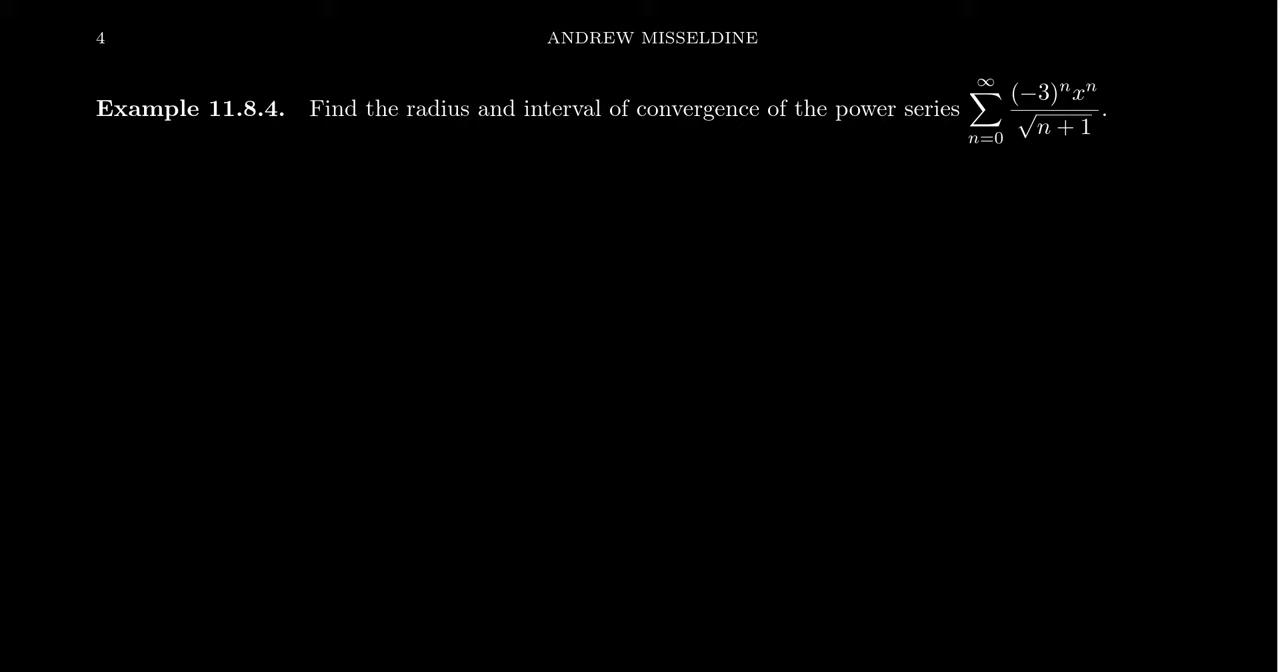 4 ANDREW MISSELDINE
Example 11.8.4. Find the radius and interval of convergence of the power series $\sum_{n=0}^{\infty} \frac{(-3)^n x^n}{\sqrt{n+1}}$.